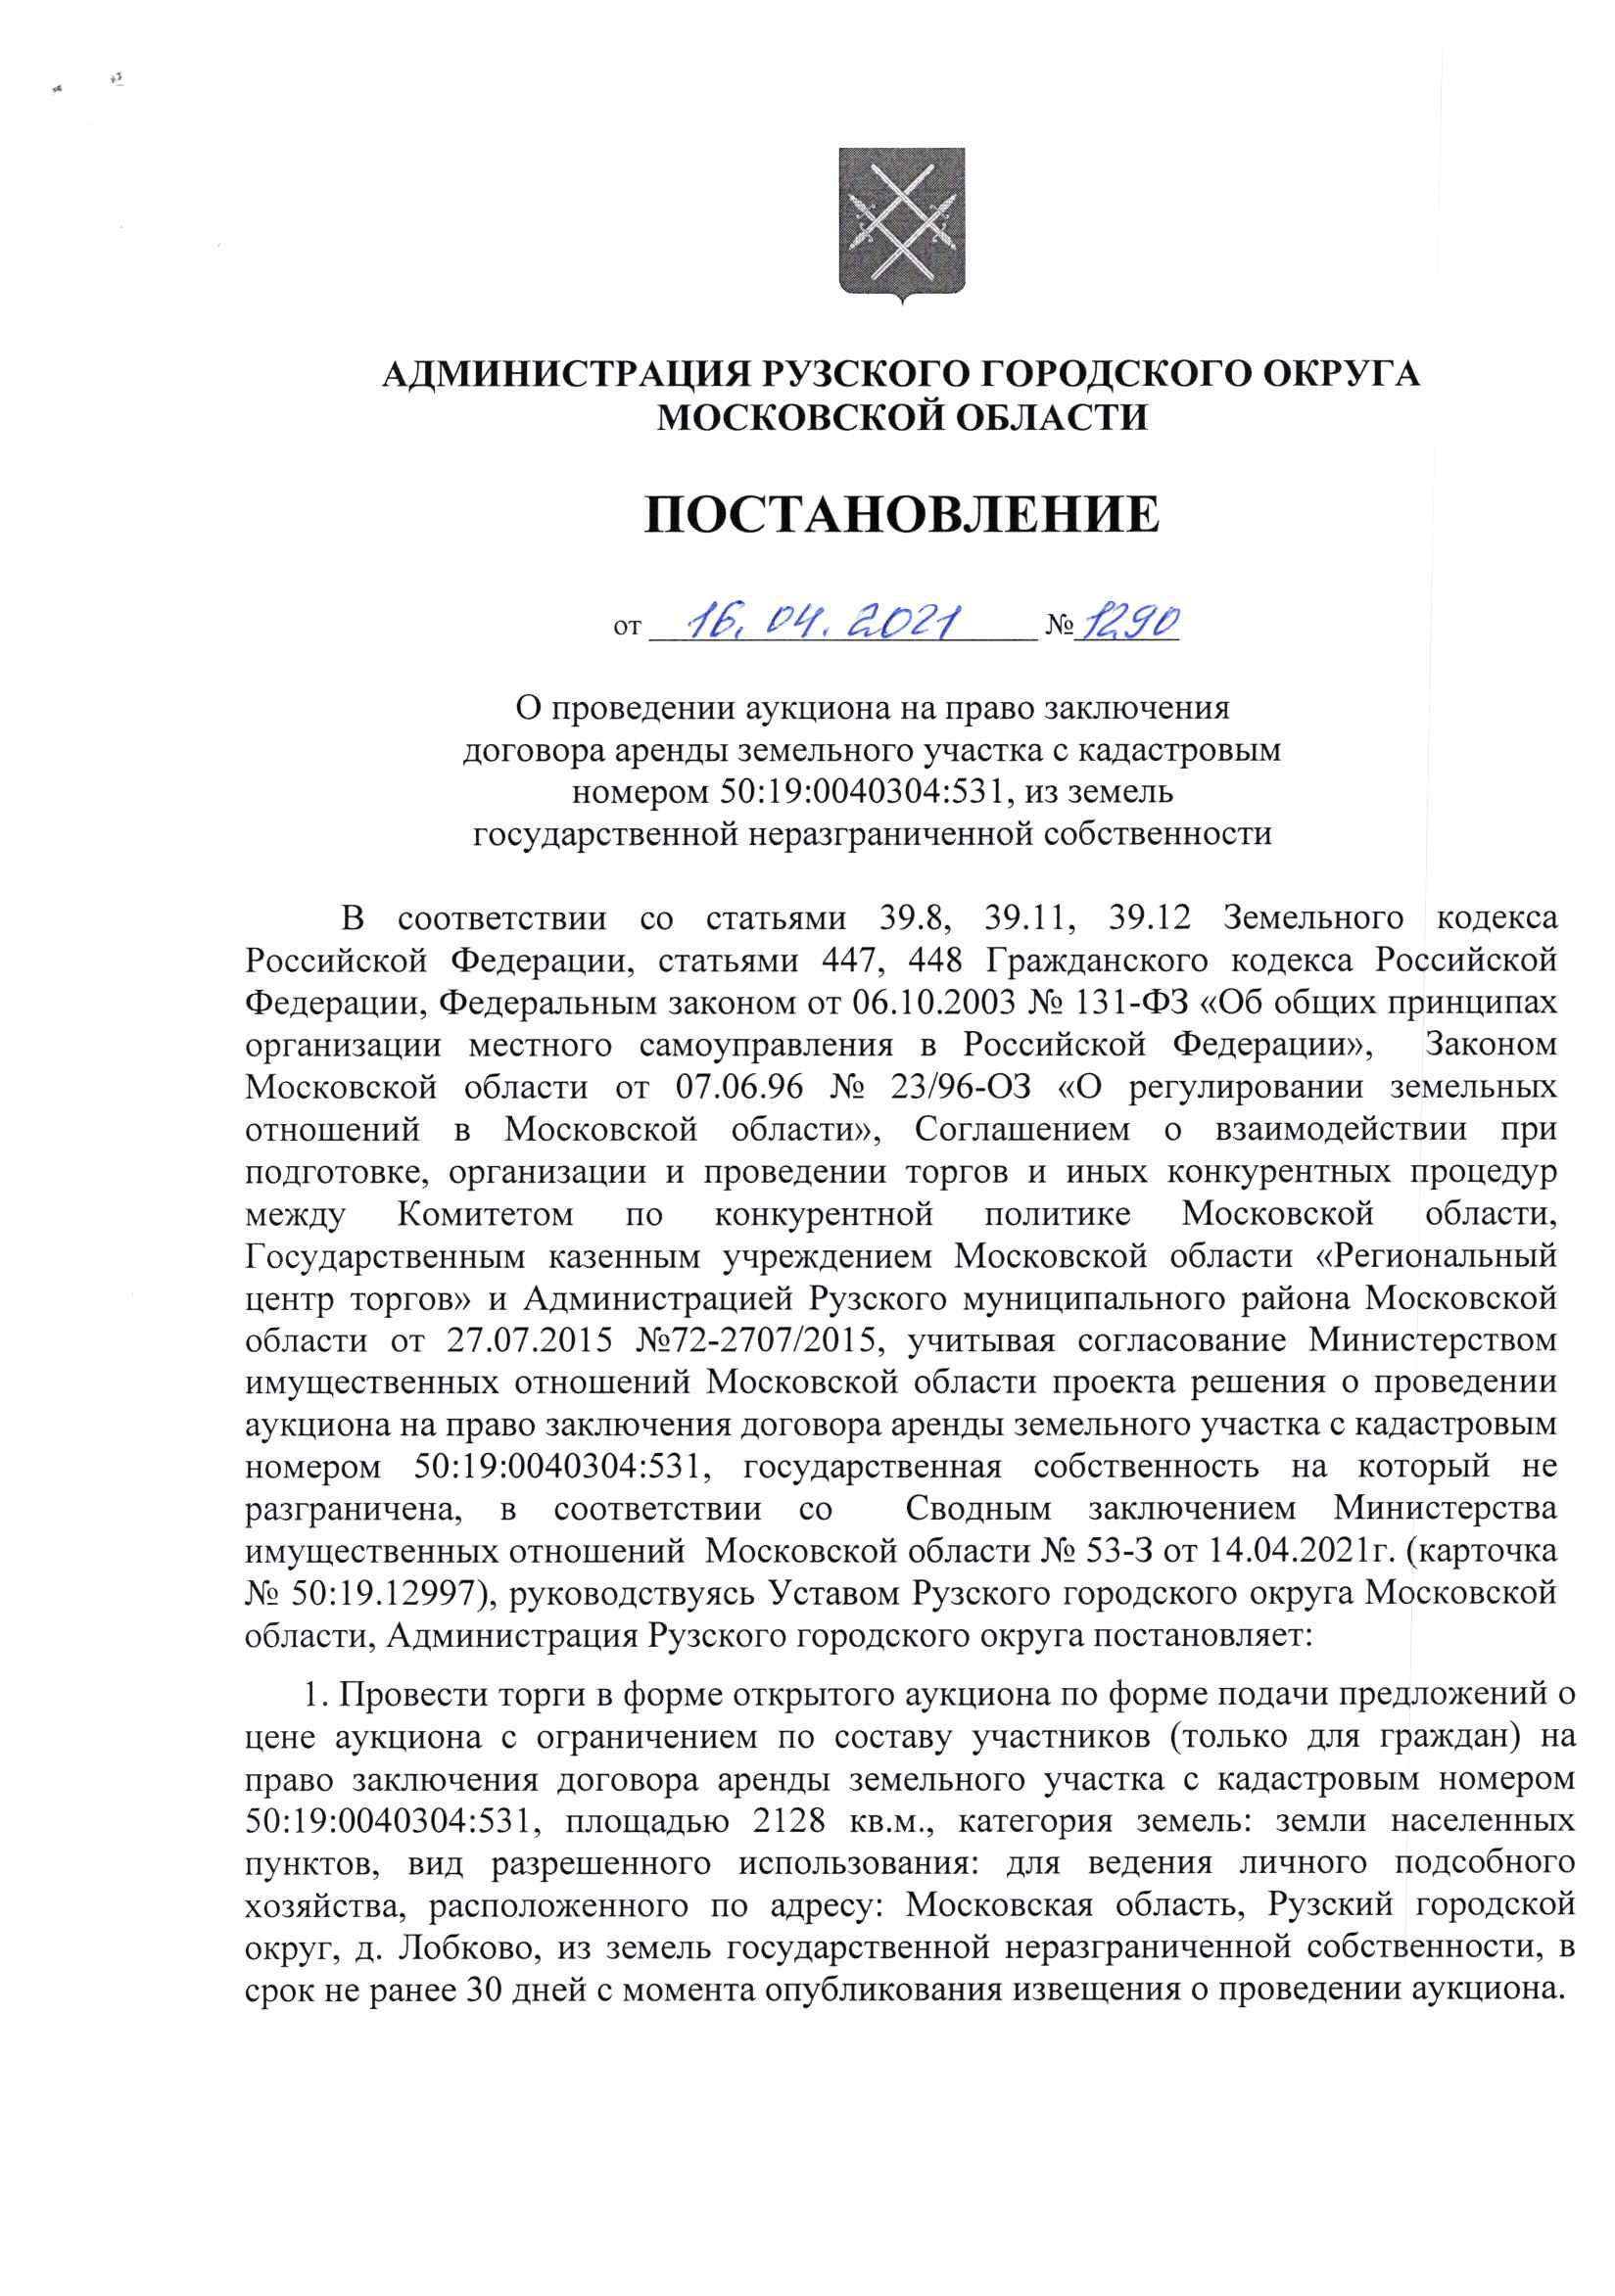 АДМИНИСТРАЦИЯ РУЗСКОГО ГОРОДСКОГО ОКРУГА
МОСКОВСКОЙ ОБЛАСТИ
ПОСТАНОВЛЕНИЕ
от 16.04.2021 № 1290
О проведении аукциона на право заключения
договора аренды земельного участка с кадастровым
номером 50:19:0040304:531, из земель
государственной неразграниченной собственности
В соответствии со статьями 39.8, 39.11, 39.12 Земельного кодекса
Российской Федерации, статьями 447, 448 Гражданского кодекса Российской
Федерации, Федеральным законом от 06.10.2003 № 131-ФЗ «Об общих принципах
организации местного самоуправления в Российской Федерации», Законом
Московской области от 07.06.96 № 23/96-ОЗ «О регулировании земельных
отношений в Московской области», Соглашением о взаимодействии при
подготовке, организации и проведении торгов и иных конкурентных процедур
между Комитетом по конкурентной политике Московской области,
Государственным казенным учреждением Московской области «Региональный
центр торгов» и Администрацией Рузского муниципального района Московской
области от 27.07.2015 №72-2707/2015, учитывая согласование Министерством
имущественных отношений Московской области проекта решения о проведении
аукциона на право заключения договора аренды земельного участка с кадастровым
номером 50:19:0040304:531, государственная собственность на который не
разграничена, в соответствии со Сводным заключением Министерства
имущественных отношений Московской области № 53-З от 14.04.2021г. (карточка
№ 50:19.12997), руководствуясь Уставом Рузского городского округа Московской
области, Администрация Рузского городского округа постановляет:
1. Провести торги в форме открытого аукциона по форме подачи предложений о
цене аукциона с ограничением по составу участников (только для граждан) на
право заключения договора аренды земельного участка с кадастровым номером
50:19:0040304:531, площадью 2128 кв.м., категория земель: земли населенных
пунктов, вид разрешенного использования: для ведения личного подсобного
хозяйства, расположенного по адресу: Московская область, Рузский городской
округ, д. Лобково, из земель государственной неразграниченной собственности, в
срок не ранее 30 дней с момента опубликования извещения о проведении аукциона.